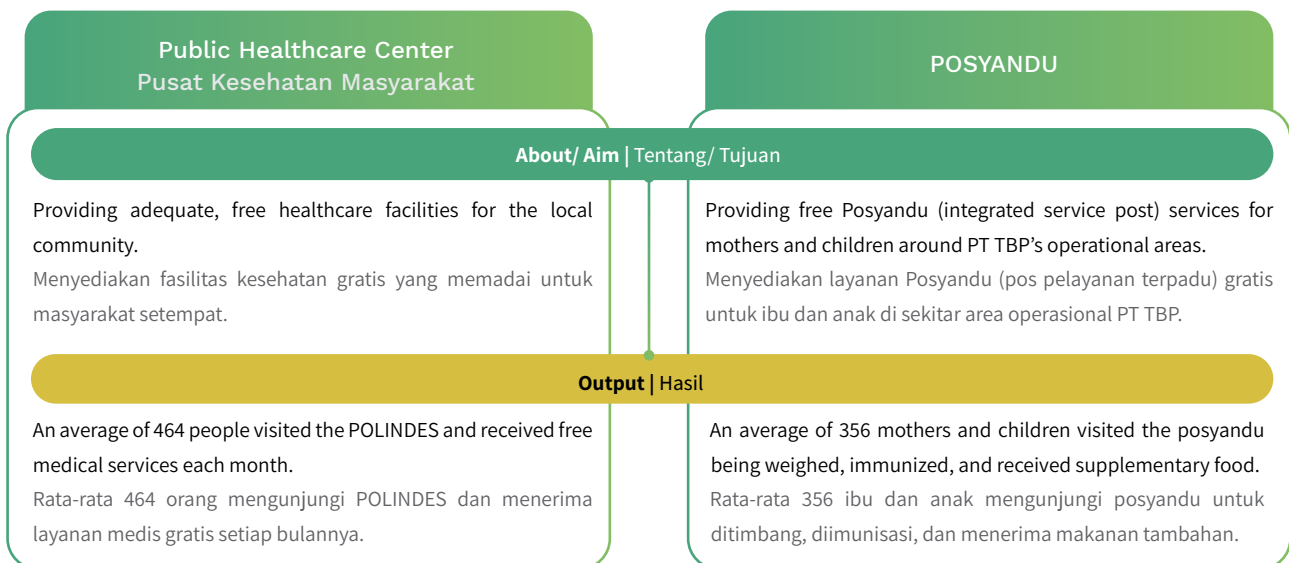 Public Healthcare Center
Pusat Kesehatan Masyarakat
POSYANDU
About/ Aim | Tentang/ Tujuan
Providing adequate, free healthcare facilities for the local
community.
Menyediakan fasilitas kesehatan gratis yang memadai untuk
masyarakat setempat.
Providing free Posyandu (integrated service post) services for
mothers and children around PT TBP’s operational areas.
Menyediakan layanan Posyandu (pos pelayanan terpadu) gratis
untuk ibu dan anak di sekitar area operasional PT TBP.
Output | Hasil
An average of 464 people visited the POLINDES and received free
medical services each month.
Rata-rata 464 orang mengunjungi POLINDES dan menerima
layanan medis gratis setiap bulannya.
An average of 356 mothers and children visited the posyandu
being weighed, immunized, and received supplementary food.
Rata-rata 356 ibu dan anak mengunjungi posyandu untuk
ditimbang, diimunisasi, dan menerima makanan tambahan.